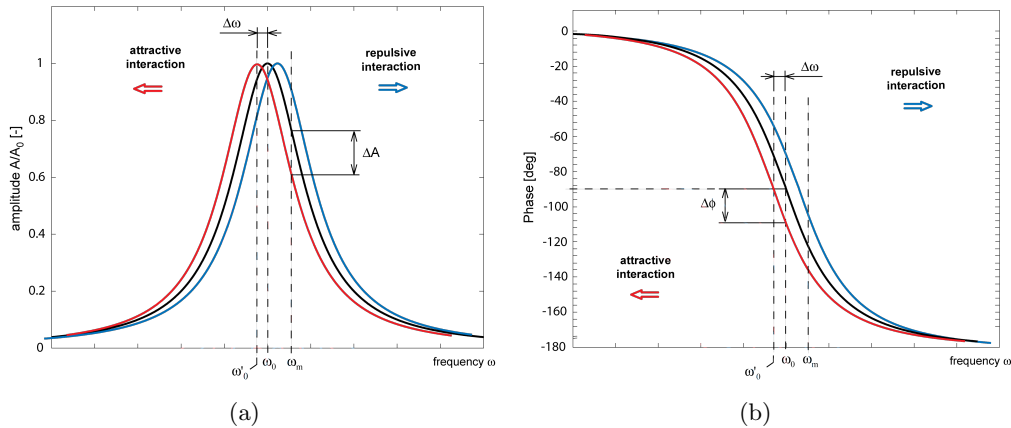 Δω
attractive
interaction
repulsive
interaction
ΔA
amplitude A/A₀ [-]
1
0.8
0.6
0.4
0.2
0
ω'₀
ω₀
ωₘ
frequency ω
(a)
Δω
repulsive
interaction
Δϕ
attractive
interaction
Phase [deg]
0
-20
-40
-60
-80
-100
-120
-140
-160
-180
ω'₀
ω₀
ωₘ
frequency ω
(b)